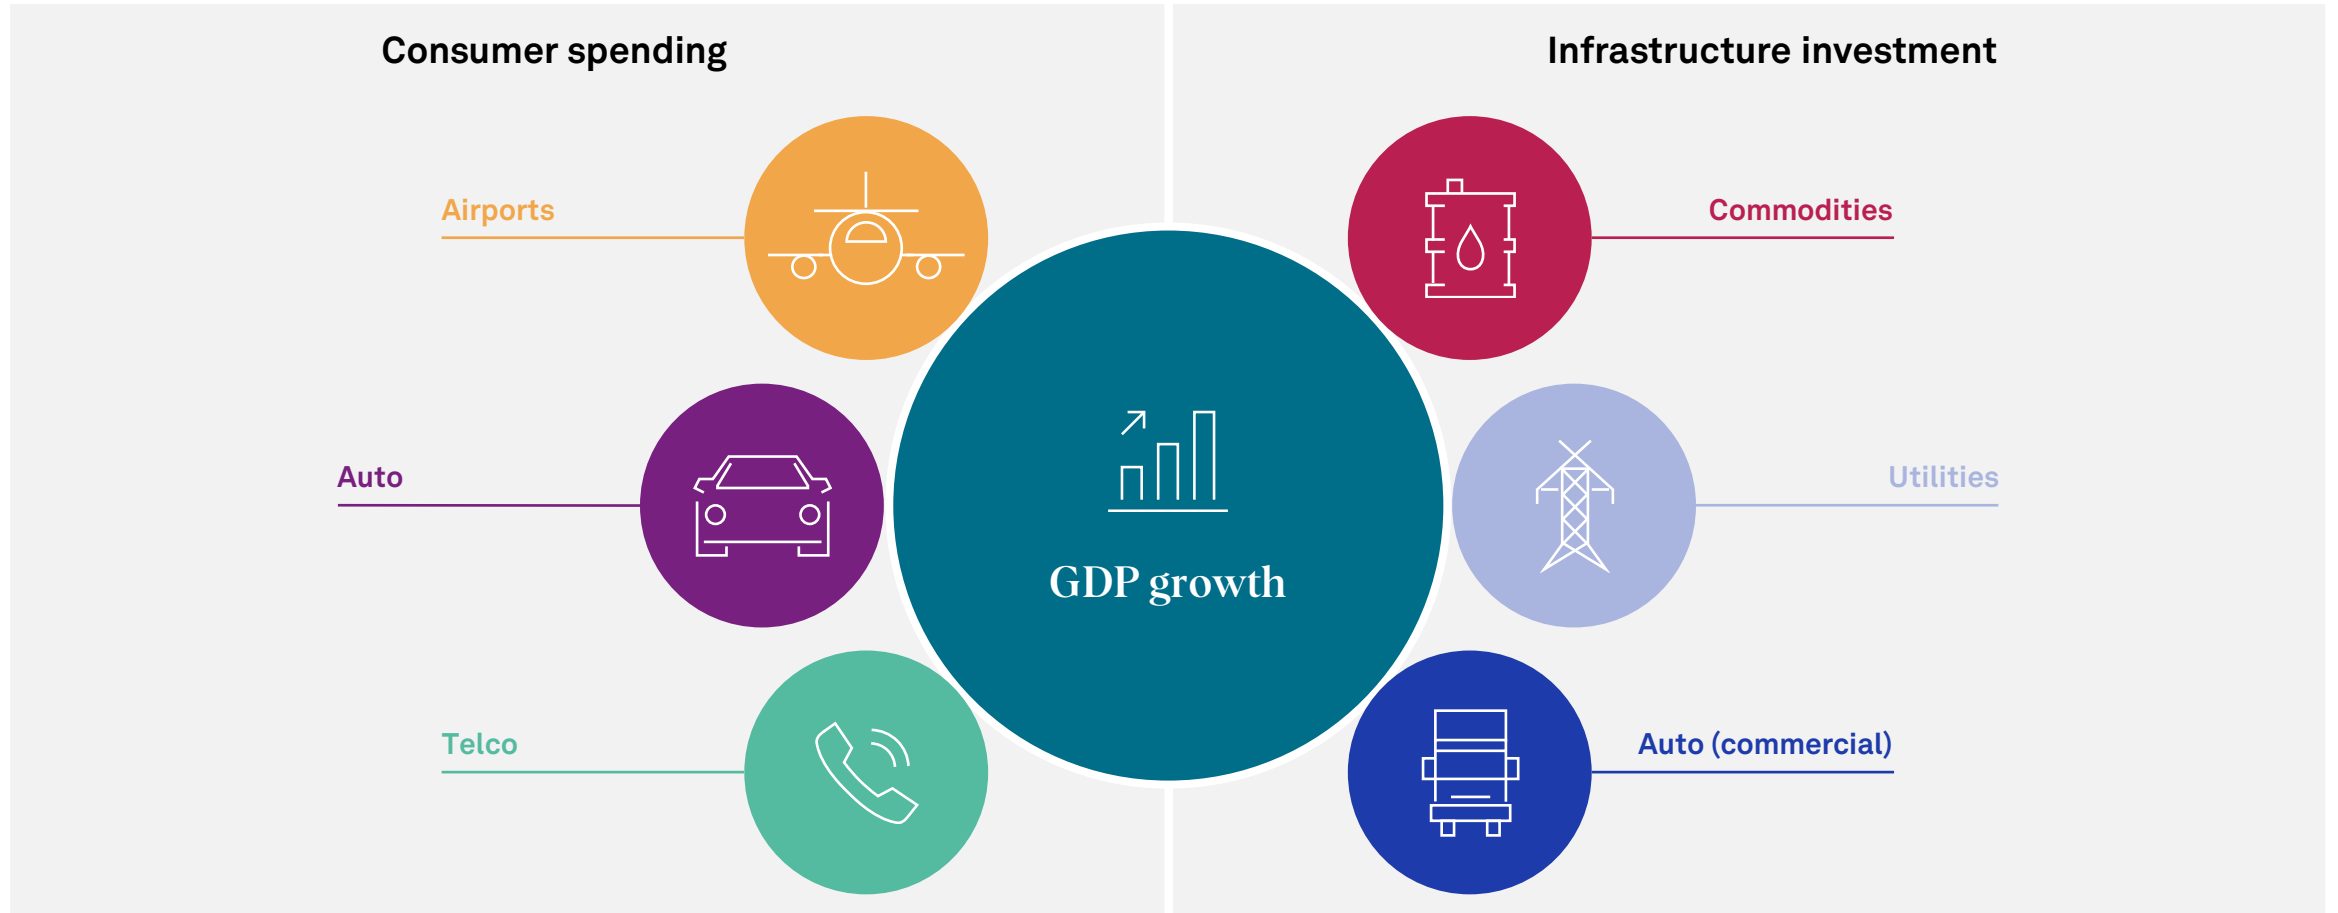 Consumer spending
Infrastructure investment
Airports
Commodities
Auto
Utilities
GDP growth
Telco
Auto (commercial)